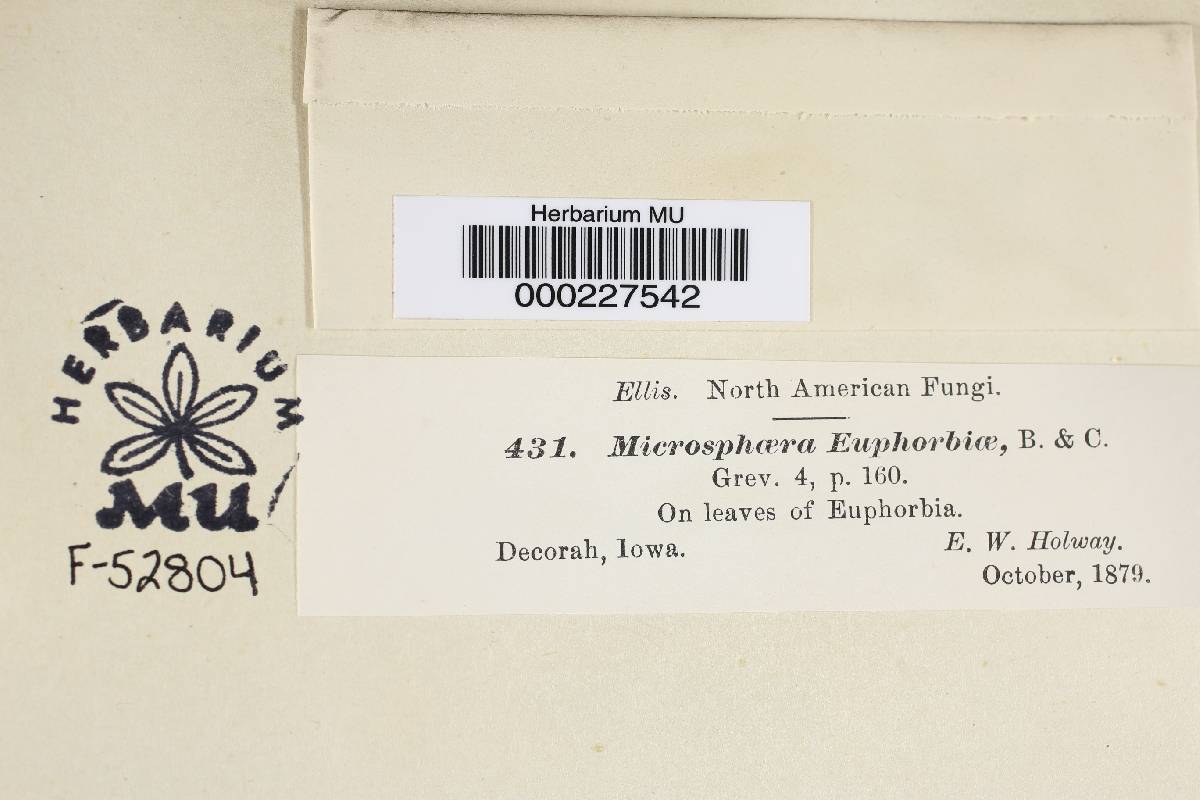 Herbarium MU
000227542
HERBARIUM
MU
F-52804
Ellis. North American Fungi.
431. Microsphæra Euphorbiæ, B. & C.
Grev. 4, p. 160.
On leaves of Euphorbia.
Decorah, Iowa.
E. W. Holway.
October, 1879.